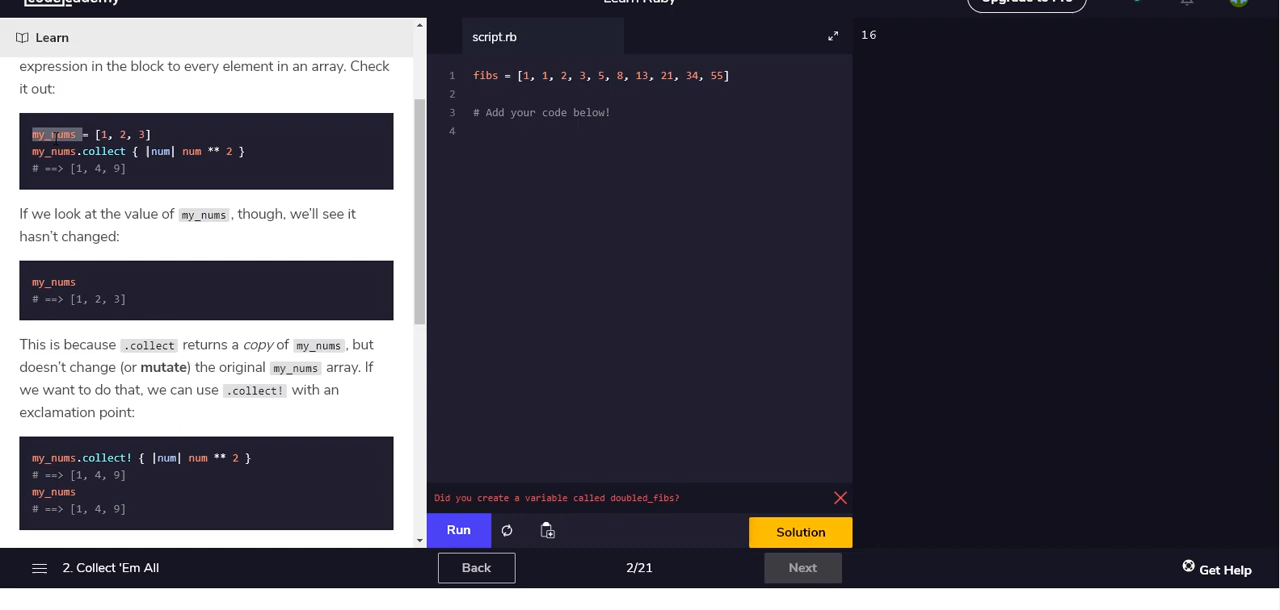 [codecademy
Learn Ruby
Upgrade to Pro
Learn
expression in the block to every element in an array. Check
it out:
my_nums = [1, 2, 3]
my_nums.collect { |num| num ** 2 }
# ==> [1, 4, 9]
If we look at the value of my_nums, though, we'll see it
hasn't changed:
my_nums
# ==> [1, 2, 3]
This is because .collect returns a copy of my_nums, but
doesn't change (or mutate) the original my_nums array. If
we want to do that, we can use .collect! with an
exclamation point:
my_nums.collect! { |num| num ** 2 }
# ==> [1, 4, 9]
my_nums
# ==> [1, 4, 9]
script.rb
1 fibs = [1, 1, 2, 3, 5, 8, 13, 21, 34, 55]
2
3 # Add your code below!
4
Did you create a variable called doubled_fibs?
Run
Solution
16
2. Collect 'Em All
Back
2/21
Next
Get Help